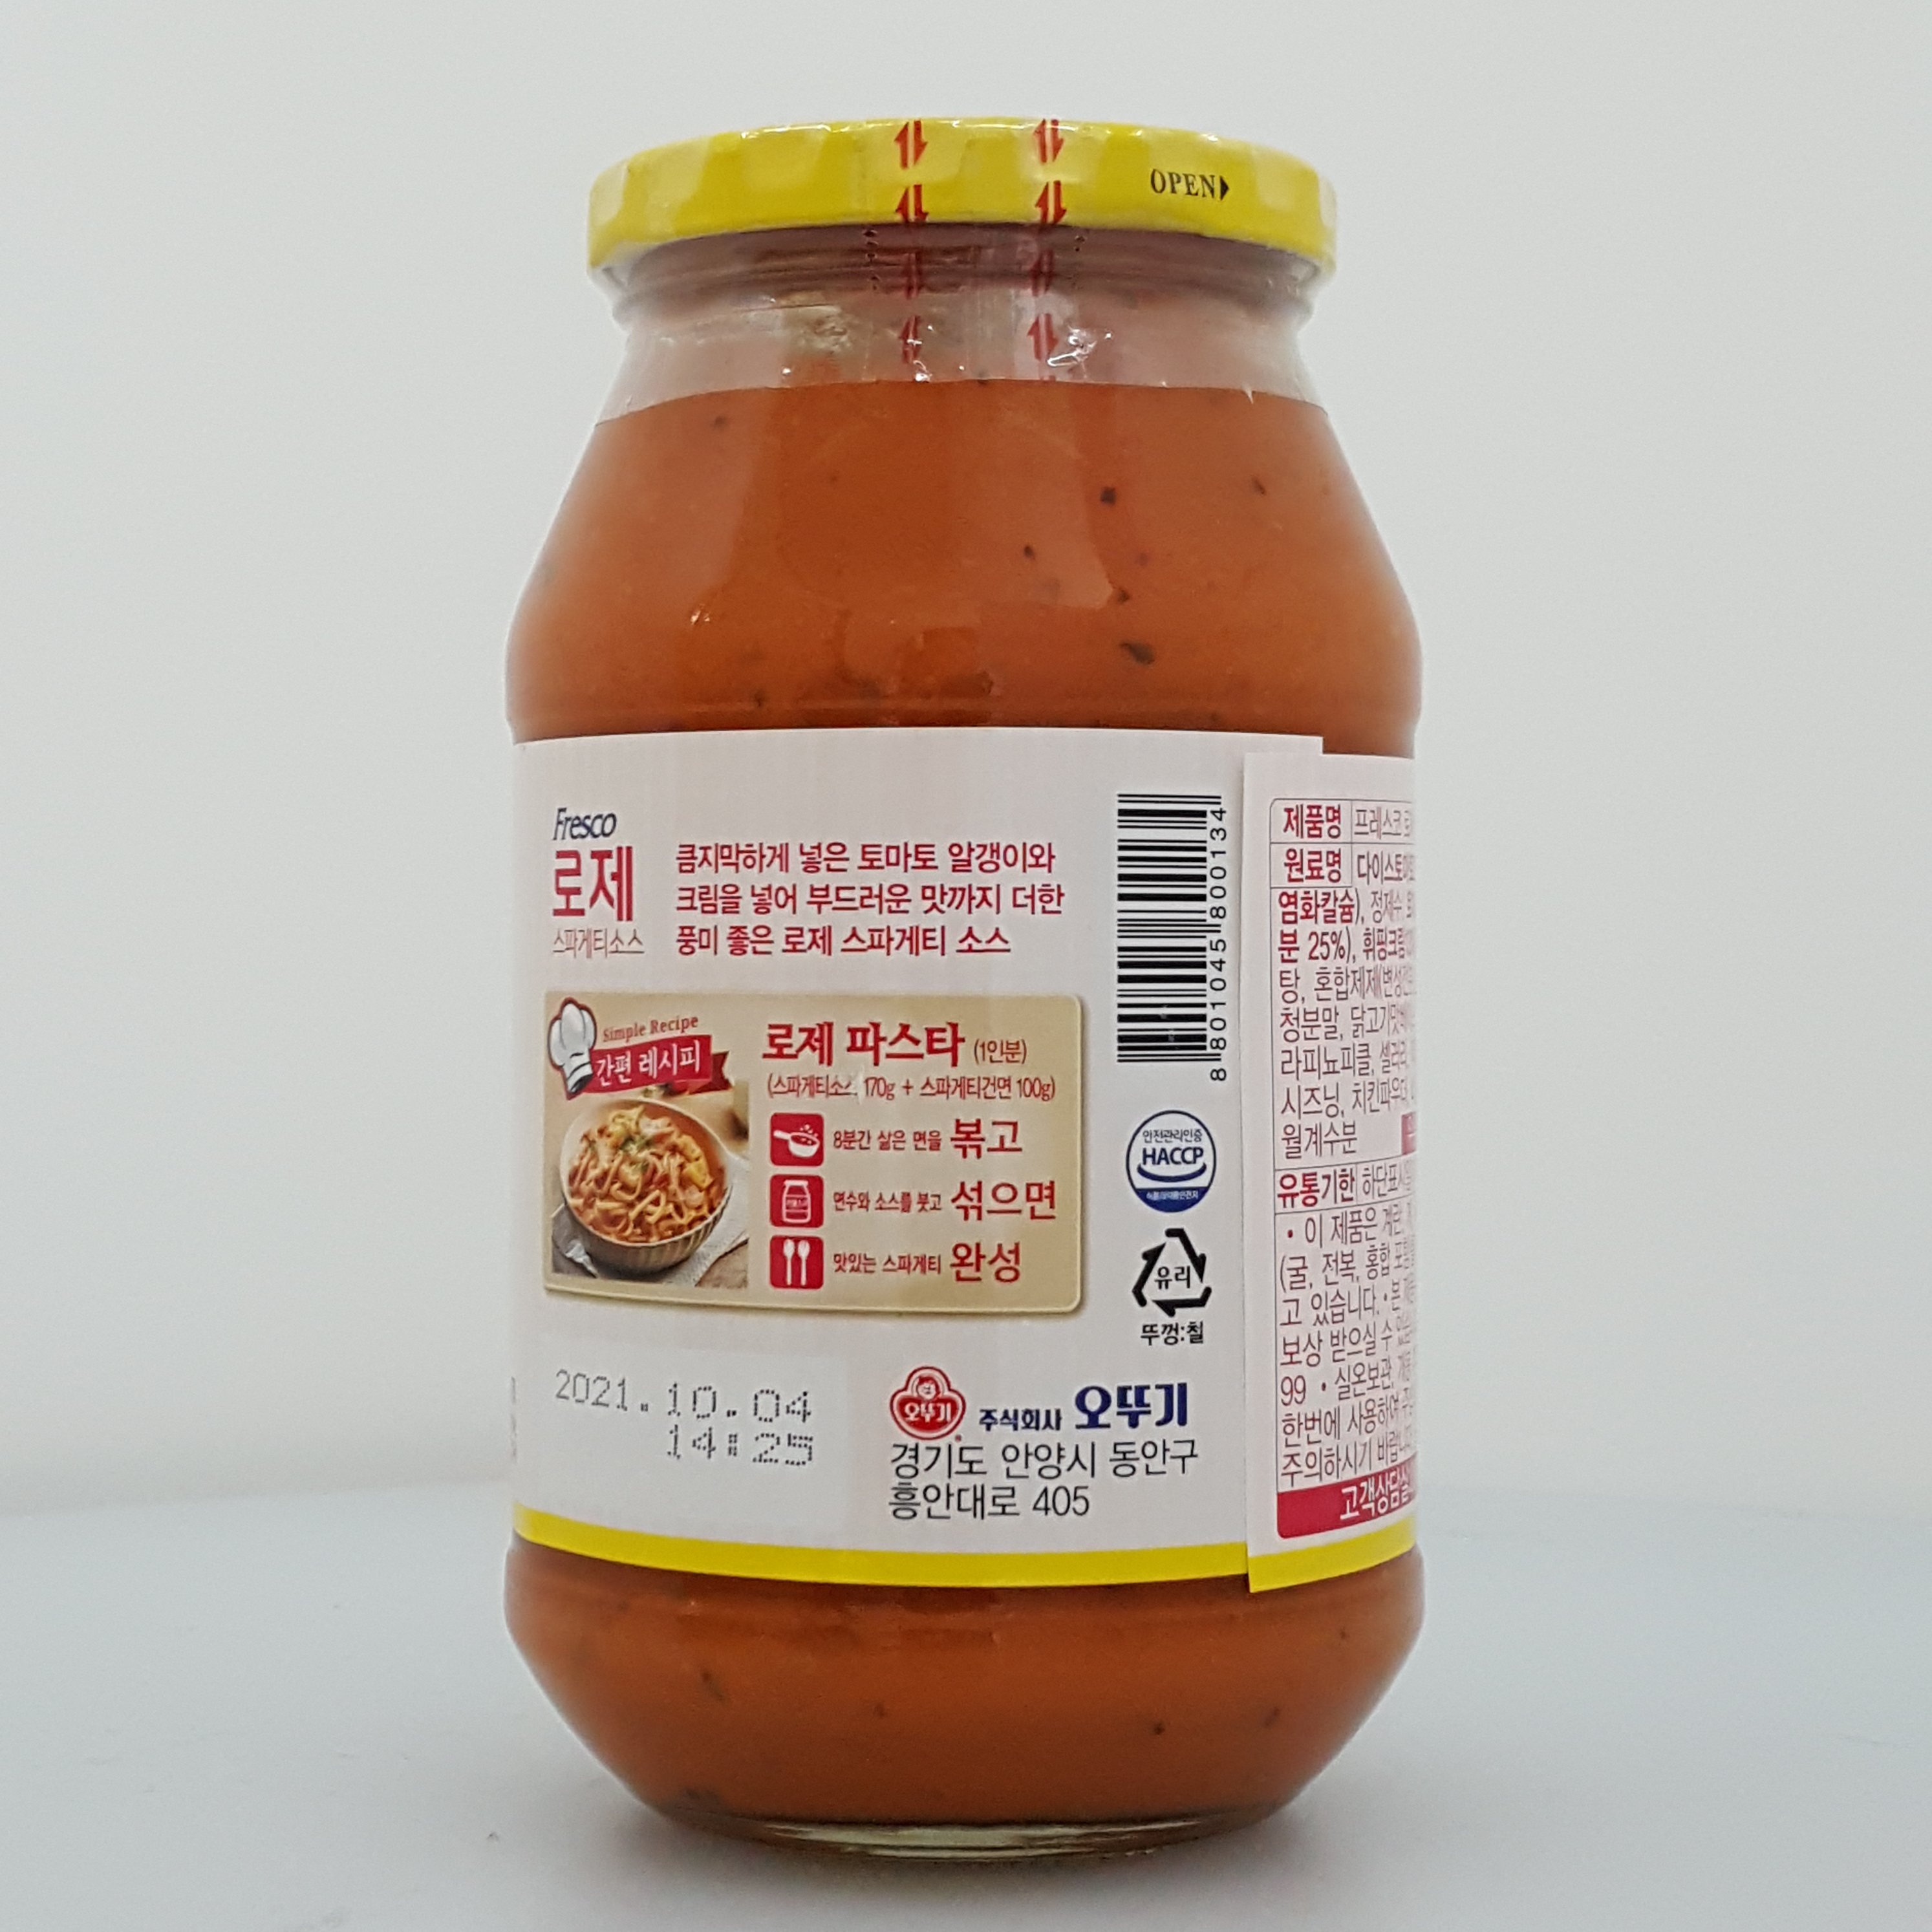 OPEN
Fresco
로제
스파게티소스
큼지막하게 넣은 토마토 알갱이와
크림을 넣어 부드러운 맛까지 더한
풍미 좋은 로제 스파게티 소스
8 801045 800134
Simple Recipe
간편 레시피
로제 파스타 (1인분)
(스파게티소스 170g + 스파게티건면 100g)
8분간 삶은 면을 볶고
면수와 소스를 붓고 섞으면
맛있는 스파게티 완성
안전관리인증
HACCP
유리
뚜껑:철
2021.10.04
14:25
오뚜기 주식회사 오뚜기
경기도 안양시 동안구
흥안대로 405
제품명 프레스코
원료명
염화칼슘), 정제수,
분 25%), 휘핑크림
탕, 혼합제제
청분말,
라피뇨피클, 셀러리,
시즈닝, 치킨파우더,
월계수분
유통기한
• 이 제품은 계란,
(굴, 전복, 홍합
고 있습니다. •
보상 받으실 수
99 • 실온보관,
한번에 사용하여
주의하시기
고객상담실